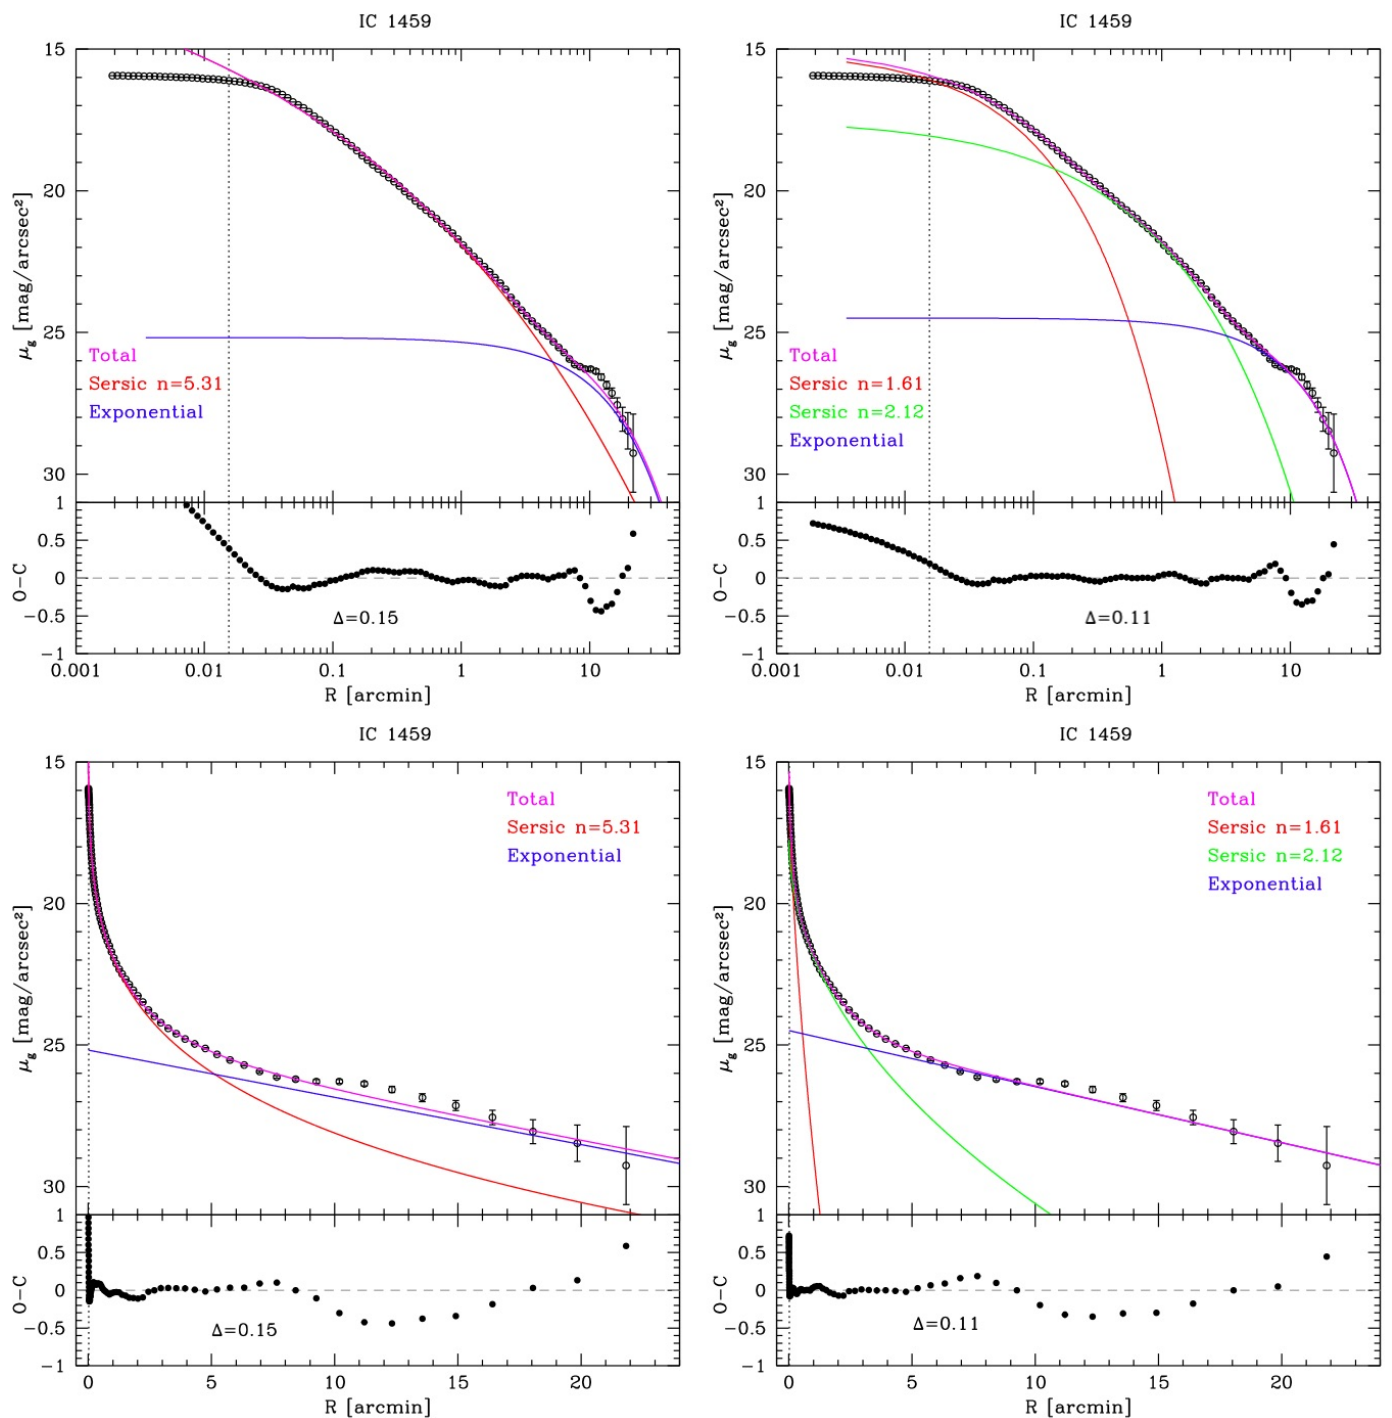 IC 1459
15
20
25
30
μg [mag/arcsec²]
Total
Sersic n=5.31
Exponential
1
0.5
0
−0.5
−1
O−C
Δ=0.15
0.001 0.01 0.1 1 10
R [arcmin]
IC 1459
15
20
25
30
μg [mag/arcsec²]
Total
Sersic n=1.61
Sersic n=2.12
Exponential
1
0.5
0
−0.5
−1
O−C
Δ=0.11
0.001 0.01 0.1 1 10
R [arcmin]
IC 1459
15
20
25
30
μg [mag/arcsec²]
Total
Sersic n=5.31
Exponential
1
0.5
0
−0.5
−1
O−C
Δ=0.15
0 5 10 15 20
R [arcmin]
IC 1459
15
20
25
30
μg [mag/arcsec²]
Total
Sersic n=1.61
Sersic n=2.12
Exponential
1
0.5
0
−0.5
−1
O−C
Δ=0.11
0 5 10 15 20
R [arcmin]